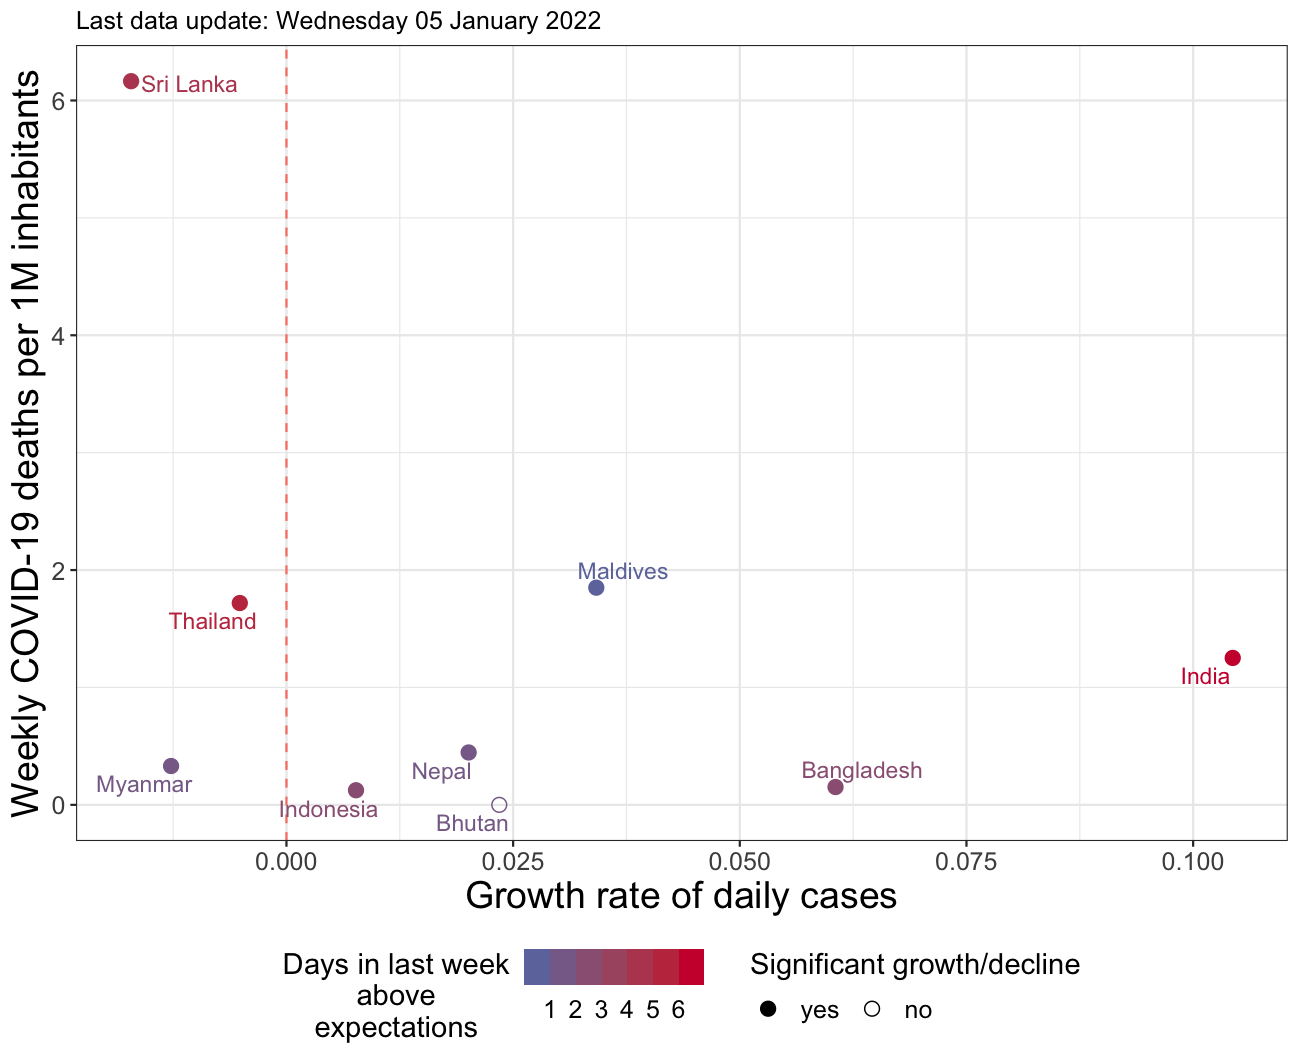 Last data update: Wednesday 05 January 2022
Weekly COVID-19 deaths per 1M inhabitants
6
4
2
0
Sri Lanka
Maldives
Thailand
India
Bangladesh
Nepal
Myanmar
Indonesia
Bhutan
0.000 0.025 0.050 0.075 0.100
Growth rate of daily cases
Days in last week
above
expectations
1 2 3 4 5 6
Significant growth/decline
yes no